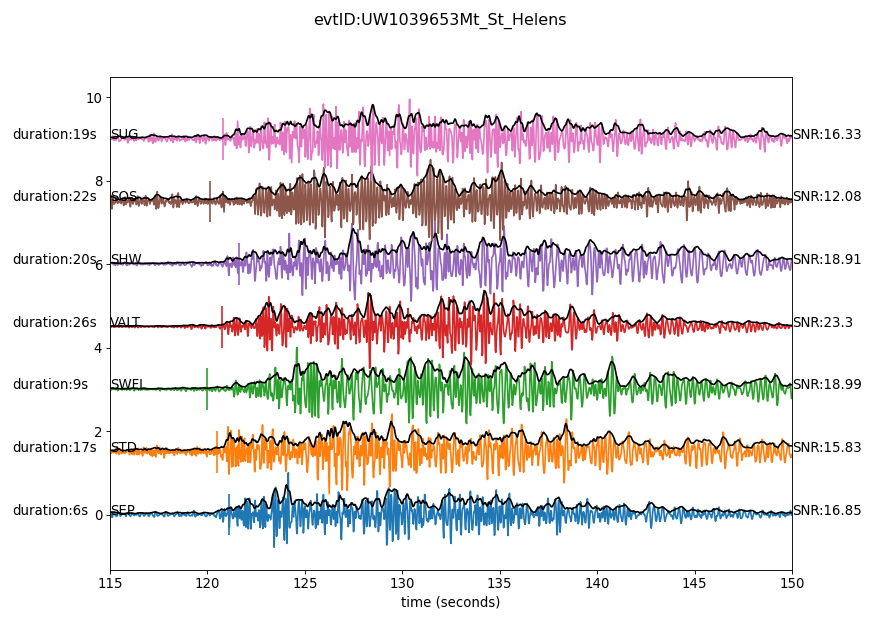 evtID:UW1039653Mt_St_Helens
10
duration:19s SUG SNR:16.33
8
duration:22s SOS SNR:12.08
duration:20s SHW SNR:18.91
6
duration:26s VALT SNR:23.3
4
duration:9s SWFL SNR:18.99
2
duration:17s STD SNR:15.83
duration:6s SEP SNR:16.85
0
115 120 125 130 135 140 145 150
time (seconds)